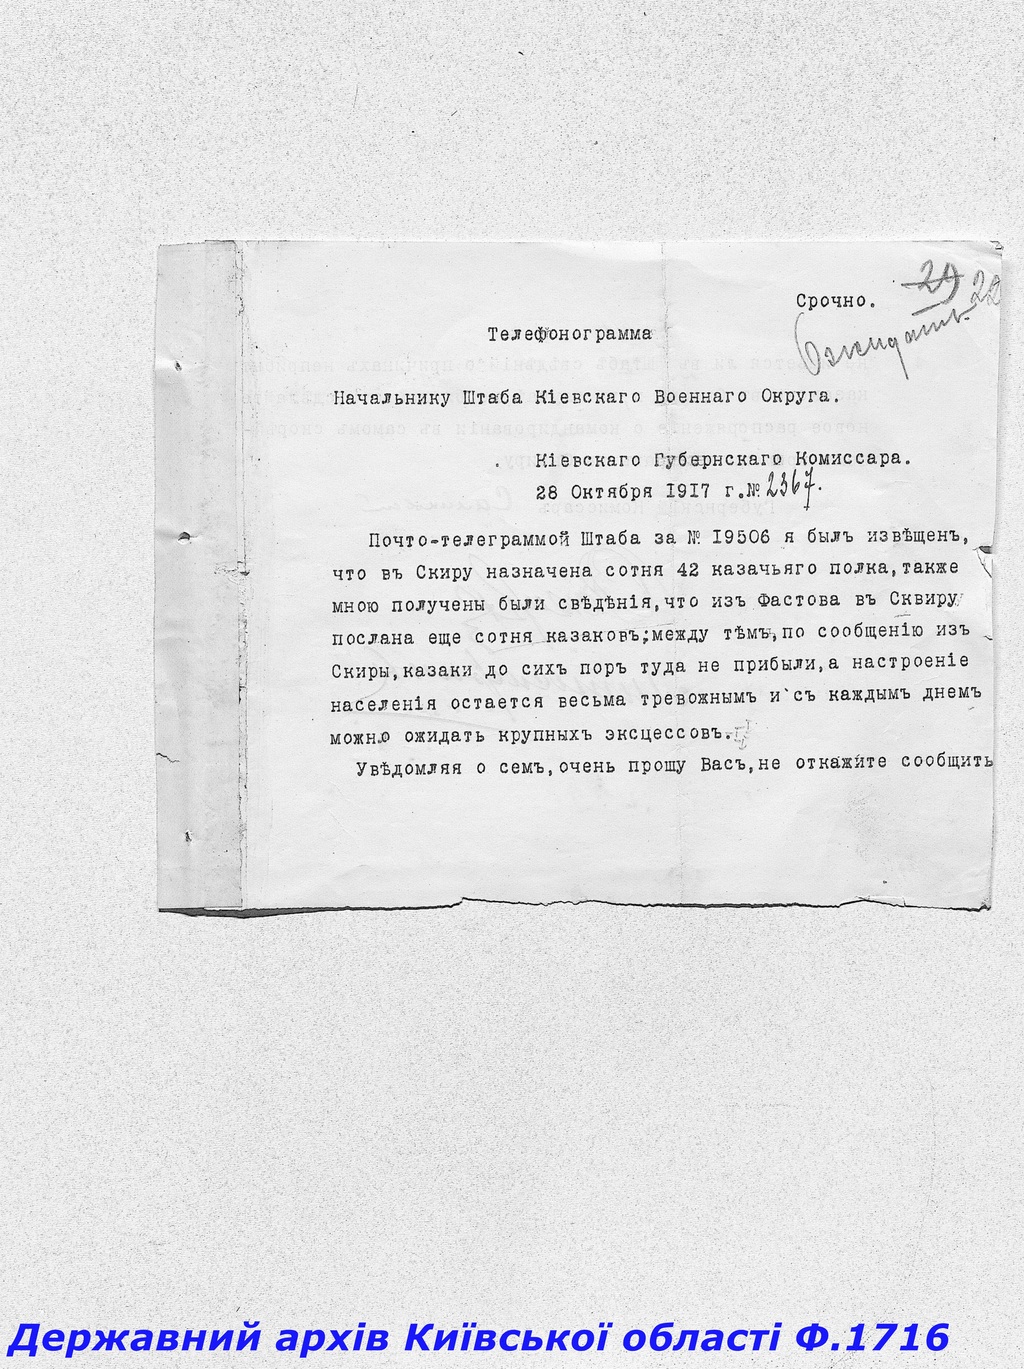 29 22
Срочно.
Ожидать.
Телефонограмма
Начальнику Штаба Кіевскаго Военнаго Округа.
Кіевскаго Губернскаго Комиссара.
28 Октября 1917 г.№ 2367.
Почто-телеграммой Штаба за № 19506 я былъ извѣщен,
что въ Скиру назначена сотня 42 казачьяго полка,также
мною получены были свѣдѣнія,что изъ Фастова въ Сквиру
послана еще сотня казаковъ;между тѣмъ,по сообщенію изъ
Скиры,казаки до сихъ поръ туда не прибыли,а настроеніе
населенія остается весьма тревожнымъ и съ каждымъ днемъ
можно ожидать крупныхъ эксцессовъ.
Увѣдомляя о семъ,очень прошу Васъ,не откажите сообщить
Державний архів Київської області Ф.1716